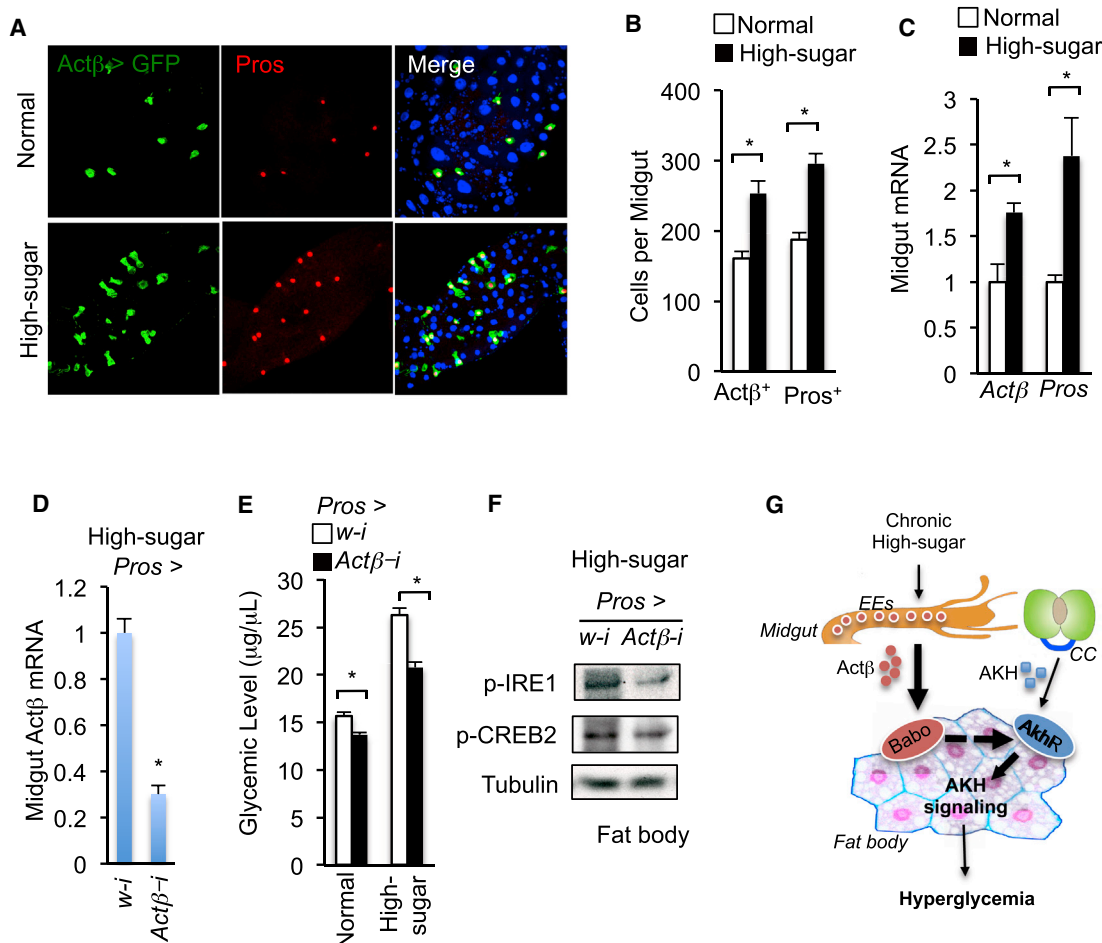 A
Actβ> GFP
Pros
Merge
Normal
High-sugar
B
Normal
High-sugar
Cells per Midgut
400
300
200
100
0
*
*
Actβ⁺
Pros⁺
C
Normal
High-sugar
Midgut mRNA
3
2.5
2
1.5
1
0.5
0
*
*
Actβ
Pros
D
High-sugar
Pros >
Midgut Actβ mRNA
1.2
1
0.8
0.6
0.4
0.2
0
*
w-i
Actβ-i
E
Pros >
w-i
Actβ-i
Glycemic Level (μg/μL)
30
25
20
15
10
5
0
*
*
Normal
High-
sugar
F
High-sugar
Pros >
w-i Actβ-i
p-IRE1
p-CREB2
Tubulin
Fat body
G
Chronic
High-sugar
EEs
Midgut
CC
Actβ
AKH
Babo
AkhR
AKH
signaling
Fat body
Hyperglycemia